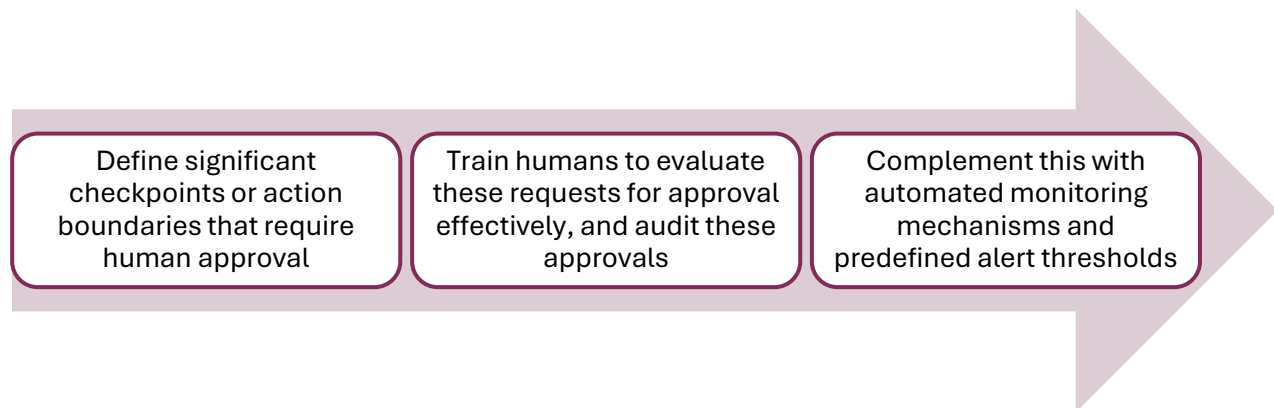 Define significant
checkpoints or action
boundaries that require
human approval
Train humans to evaluate
these requests for approval
effectively, and audit these
approvals
Complement this with
automated monitoring
mechanisms and
predefined alert thresholds